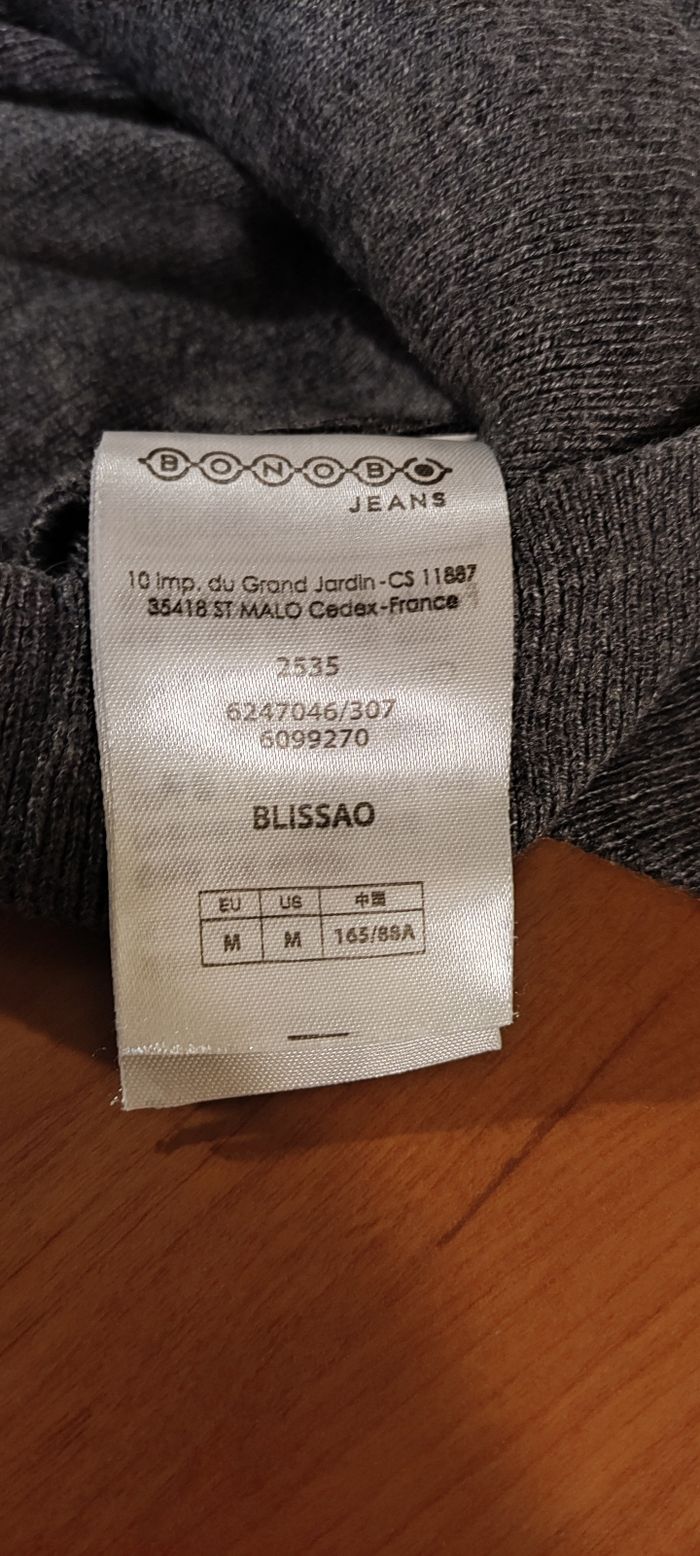 BONOBO
JEANS
10 Imp. du Grand Jardin-CS 11887
35418 ST MALO Cedex-France
2535
6247046/307
6099270
BLISSAO
EU US 中國
M M 165/88A